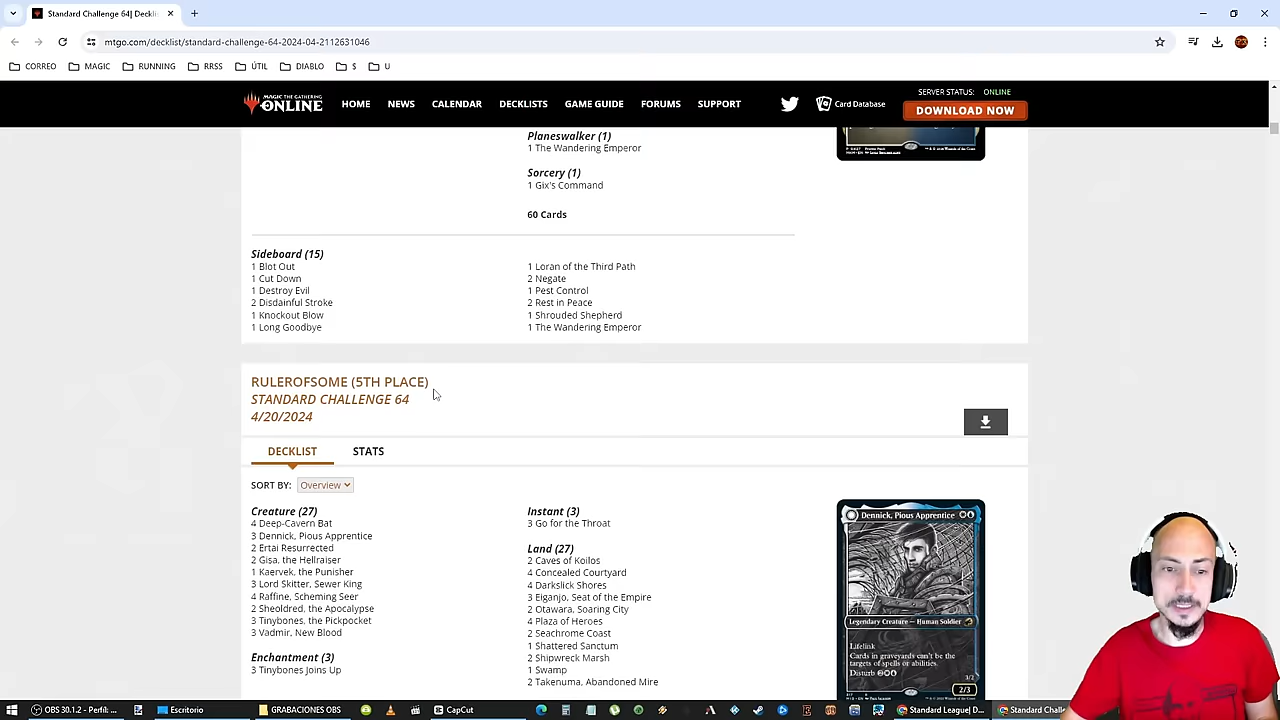 Standard Challenge 64| Deckli
mtgo.com/decklist/standard-challenge-64-2024-04-2112631046
CORREO
MAGIC
RUNNING
RRSS
ÚTIL
DIABLO
$
U
MAGIC THE GATHERING
ONLINE
HOME
NEWS
CALENDAR
DECKLISTS
GAME GUIDE
FORUMS
SUPPORT
Card Database
SERVER STATUS: ONLINE
DOWNLOAD NOW
Planeswalker (1)
1 The Wandering Emperor
Sorcery (1)
1 Gix's Command
60 Cards
Sideboard (15)
1 Blot Out
1 Cut Down
1 Destroy Evil
2 Disdainful Stroke
1 Knockout Blow
1 Long Goodbye
1 Loran of the Third Path
2 Negate
1 Pest Control
2 Rest in Peace
1 Shrouded Shepherd
1 The Wandering Emperor
RULEROFSOME (5TH PLACE)
STANDARD CHALLENGE 64
4/20/2024
DECKLIST
STATS
SORT BY:
Overview
Creature (27)
4 Deep-Cavern Bat
3 Dennick, Pious Apprentice
2 Ertai Resurrected
2 Gisa, the Hellraiser
1 Kaervek, the Punisher
3 Lord Skitter, Sewer King
4 Raffine, Scheming Seer
2 Sheoldred, the Apocalypse
3 Tinybones, the Pickpocket
3 Vadmir, New Blood
Enchantment (3)
3 Tinybones Joins Up
Instant (3)
3 Go for the Throat
Land (27)
2 Caves of Koilos
4 Concealed Courtyard
4 Darkslick Shores
3 Eiganjo, Seat of the Empire
2 Otawara, Soaring City
4 Plaza of Heroes
2 Seachrome Coast
1 Shattered Sanctum
2 Shipwreck Marsh
1 Swamp
2 Takenuma, Abandoned Mire
Dennick, Pious Apprentice
Legendary Creature — Human Soldier
Lifelink
Cards in graveyards can't be the
targets of spells or abilities.
Disturb
3/2
2/3
OBS 30.1.2 - Perfil: ...
Escritorio
GRABACIONES OBS
CapCut
Standard League| D...
Standard Chall